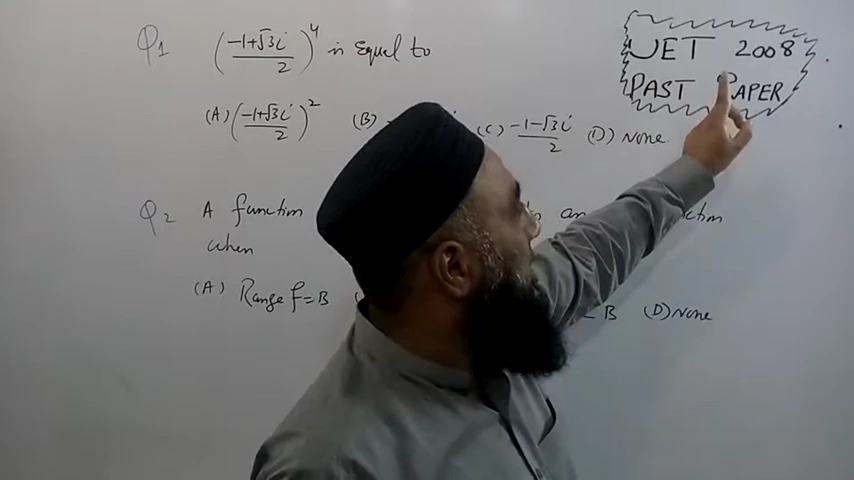 UET 2008
PAST PAPER
Q1 ((-1+√3i)/2)^4 is equal to
(A) ((-1+√3i)/2)^2 (B) - (C) (-1-√3i)/2 (D) None
Q2 A function an
when
(A) Range f=B = B (D) None